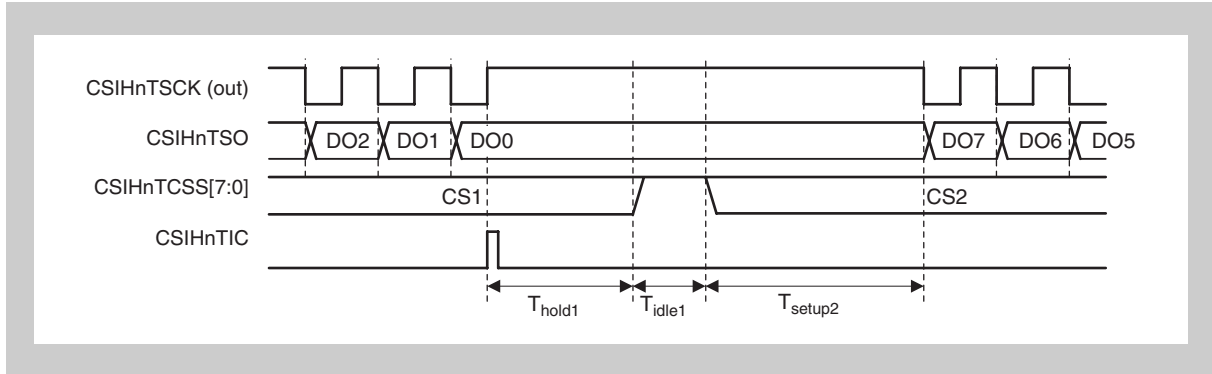 CSIHnTSCK (out)
CSIHnTSO
DO2 DO1 DO0 DO7 DO6 DO5
CSIHnTCSS[7:0]
CS1 CS2
CSIHnTIC
Thold1 Tidle1 Tsetup2